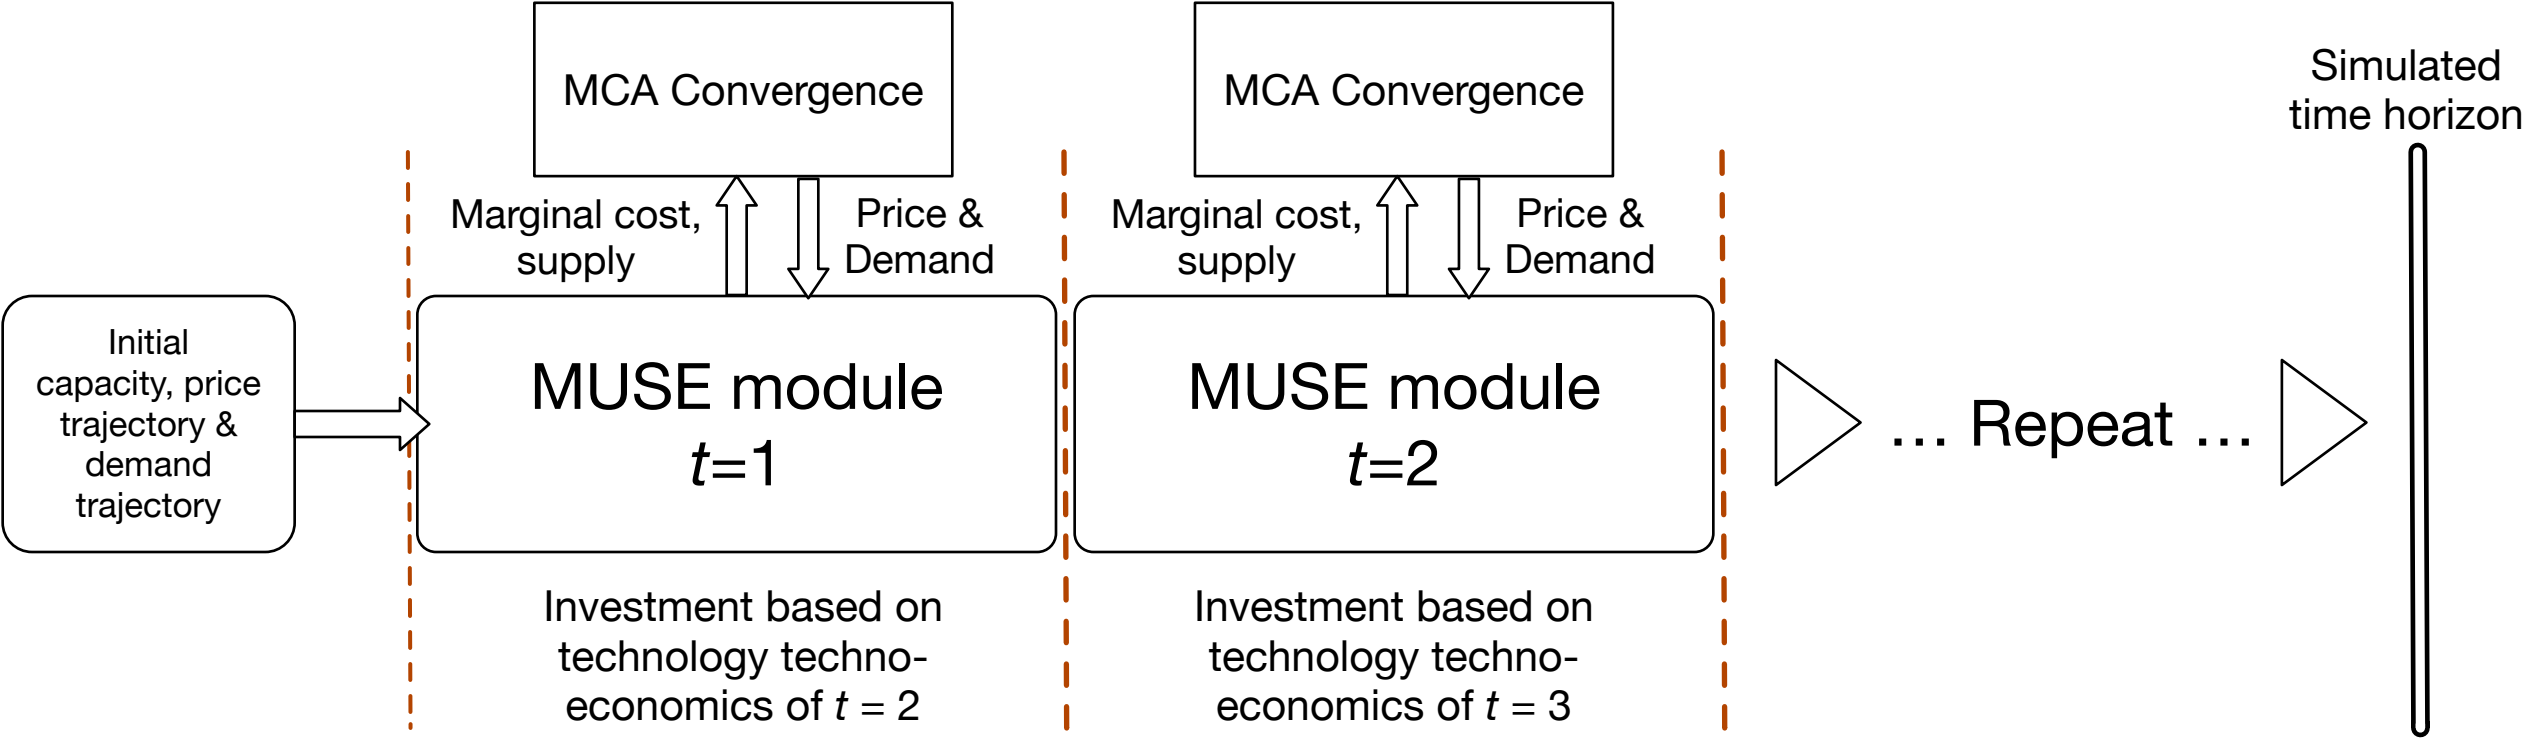 Initial
capacity, price
trajectory &
demand
trajectory
MCA Convergence
Marginal cost,
supply
Price &
Demand
MUSE module
t=1
Investment based on
technology techno-
economics of t = 2
MCA Convergence
Marginal cost,
supply
Price &
Demand
MUSE module
t=2
Investment based on
technology techno-
economics of t = 3
... Repeat ...
Simulated
time horizon